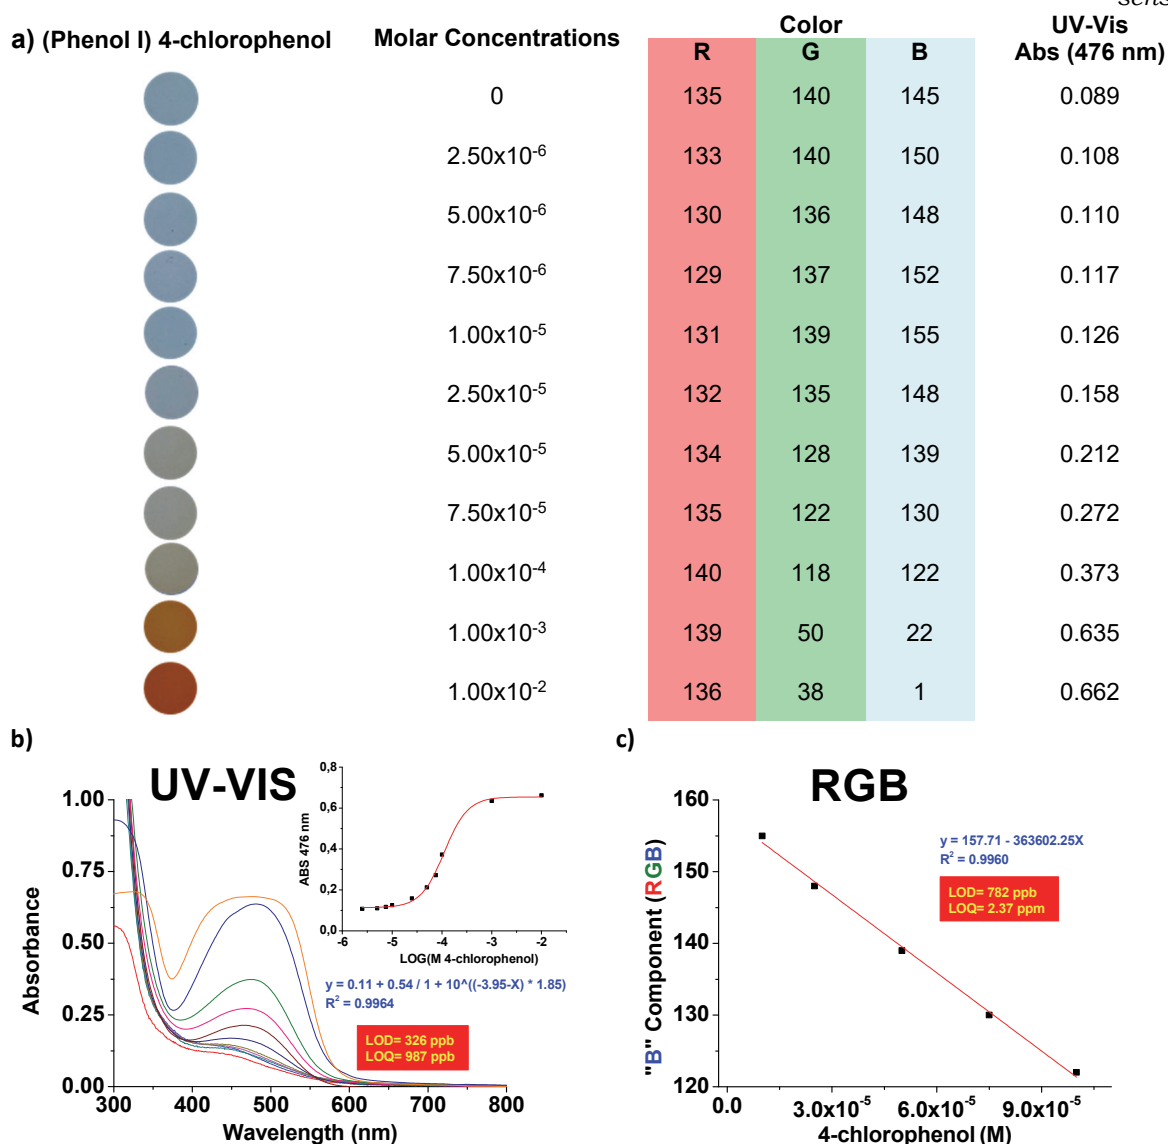 sens
a) (Phenol I) 4-chlorophenol Molar Concentrations Color UV-Vis
R G B Abs (476 nm)
0 135 140 145 0.089
2.50x10⁻⁶ 133 140 150 0.108
5.00x10⁻⁶ 130 136 148 0.110
7.50x10⁻⁶ 129 137 152 0.117
1.00x10⁻⁵ 131 139 155 0.126
2.50x10⁻⁵ 132 135 148 0.158
5.00x10⁻⁵ 134 128 139 0.212
7.50x10⁻⁵ 135 122 130 0.272
1.00x10⁻⁴ 140 118 122 0.373
1.00x10⁻³ 139 50 22 0.635
1.00x10⁻² 136 38 1 0.662
b)
UV-VIS
1.00
0.75
0.50
0.25
0.00
Absorbance
300 400 500 600 700 800
Wavelength (nm)
0,8
0,6
0,4
0,2
0,0
ABS 476 nm
-6 -5 -4 -3 -2
LOG(M 4-chlorophenol)
y = 0.11 + 0.54 / 1 + 10^((-3.95-X) * 1.85)
R² = 0.9964
LOD= 326 ppb
LOQ= 987 ppb
c)
RGB
160
150
140
130
120
"B" Component (RGB)
y = 157.71 - 363602.25X
R² = 0.9960
LOD= 782 ppb
LOQ= 2.37 ppm
0.0 3.0x10⁻⁵ 6.0x10⁻⁵ 9.0x10⁻⁵
4-chlorophenol (M)